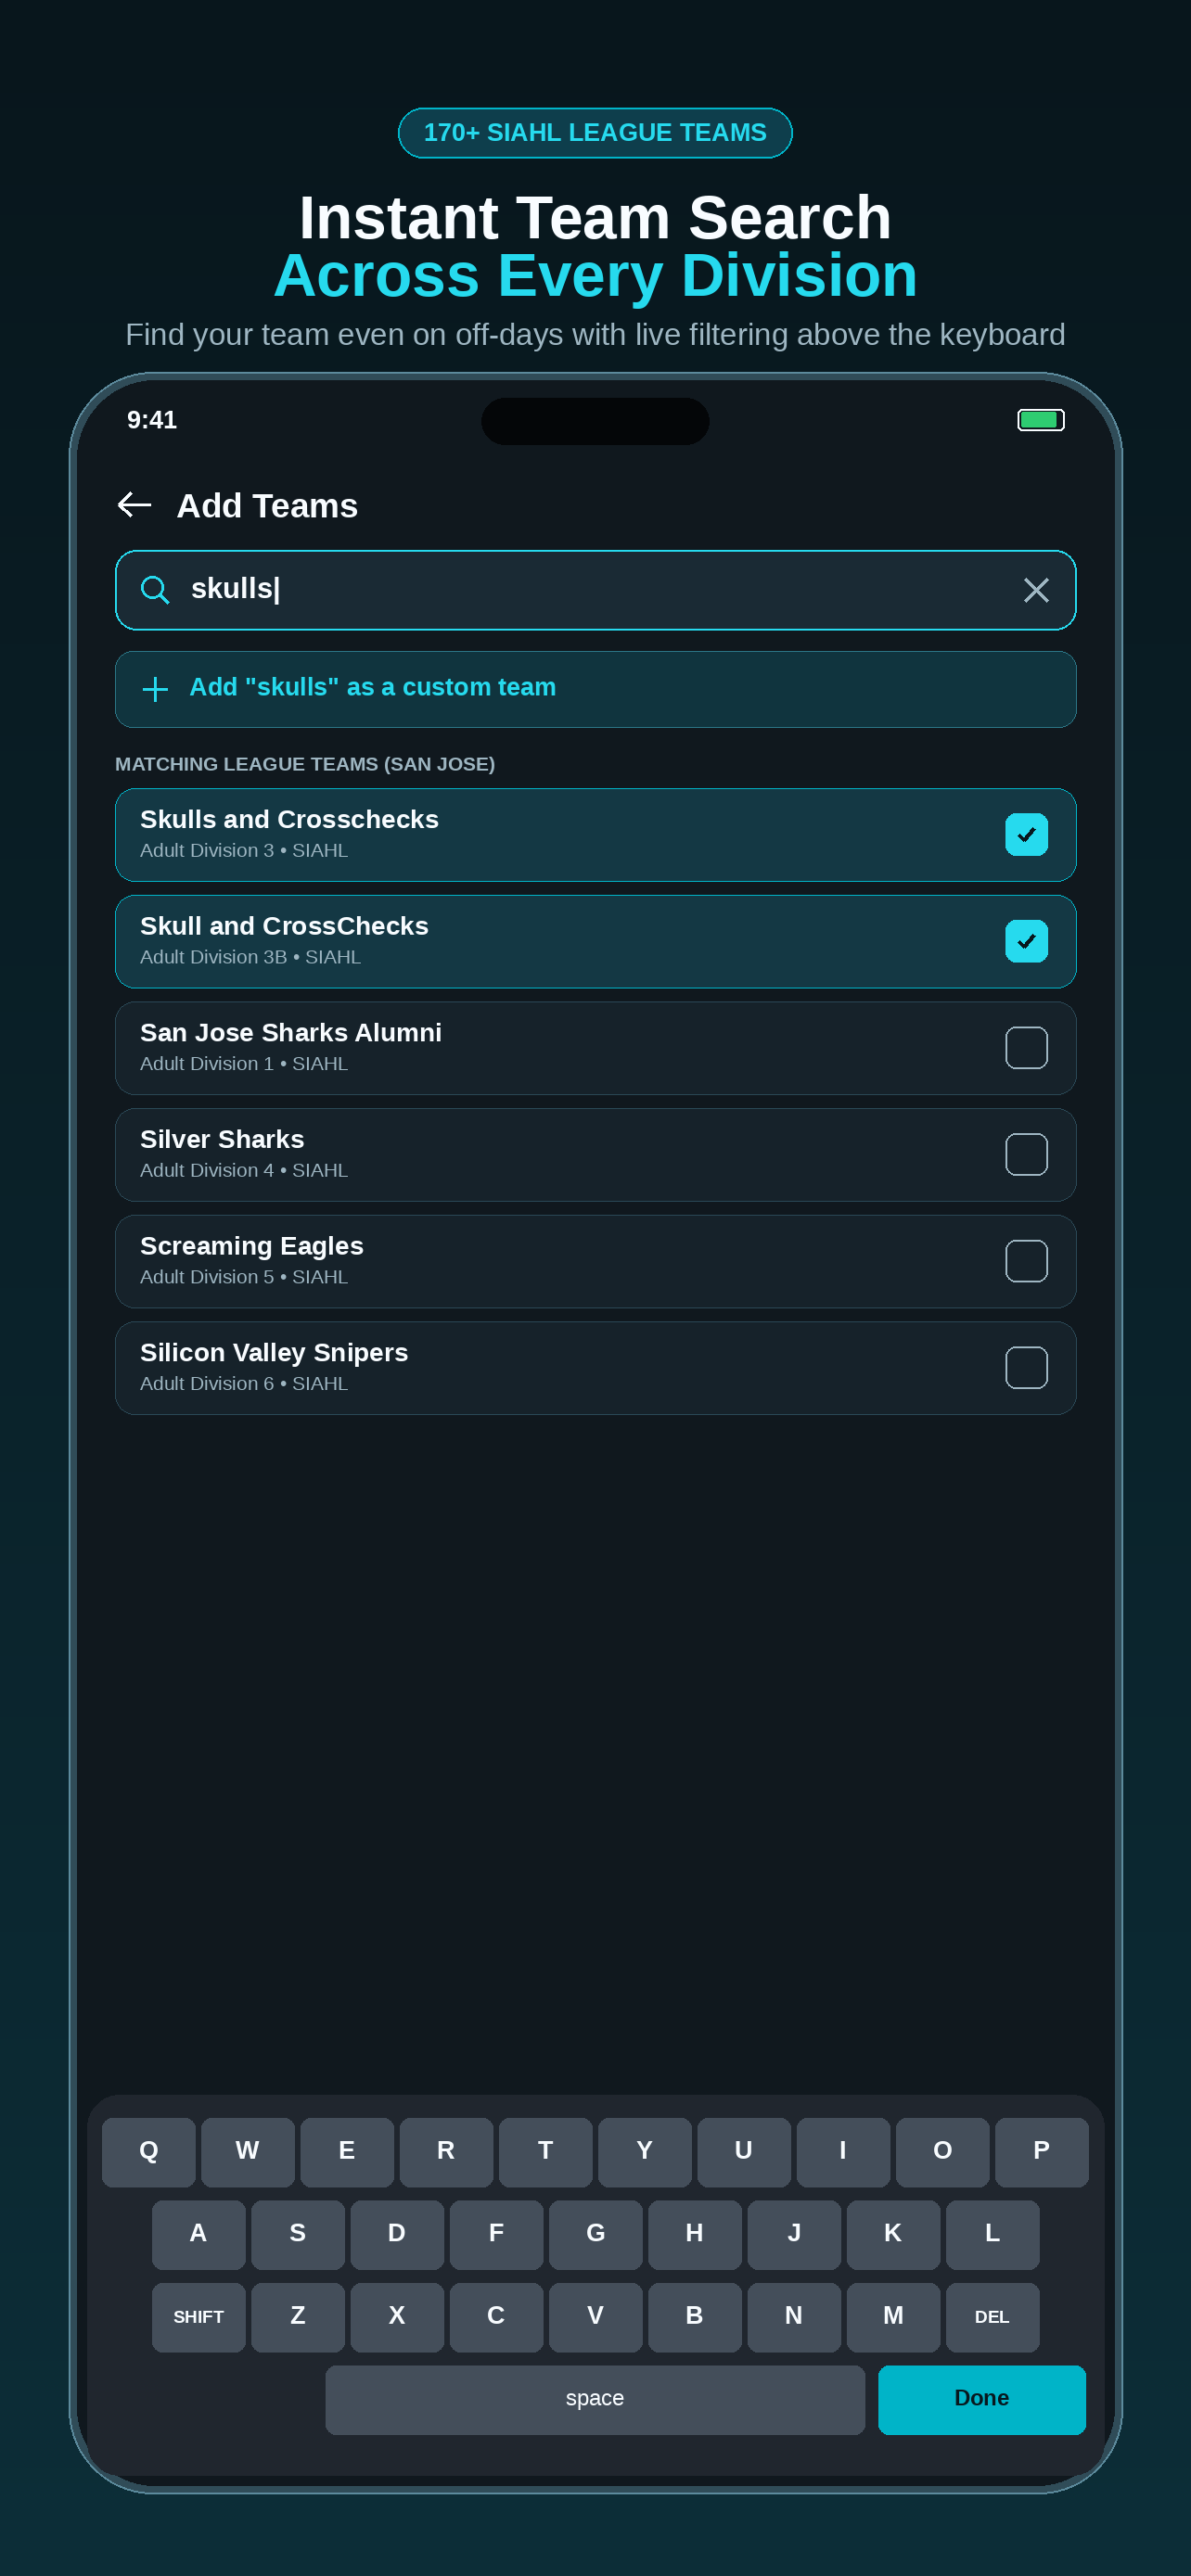 170+ SIAHL LEAGUE TEAMS
Instant Team Search
Across Every Division
Find your team even on off-days with live filtering above the keyboard
9:41
Add Teams
skulls|
Add "skulls" as a custom team
MATCHING LEAGUE TEAMS (SAN JOSE)
Skulls and Crosschecks
Adult Division 3 • SIAHL
Skull and CrossChecks
Adult Division 3B • SIAHL
San Jose Sharks Alumni
Adult Division 1 • SIAHL
Silver Sharks
Adult Division 4 • SIAHL
Screaming Eagles
Adult Division 5 • SIAHL
Silicon Valley Snipers
Adult Division 6 • SIAHL
Q W E R T Y U I O P
A S D F G H J K L
SHIFT Z X C V B N M DEL
space Done